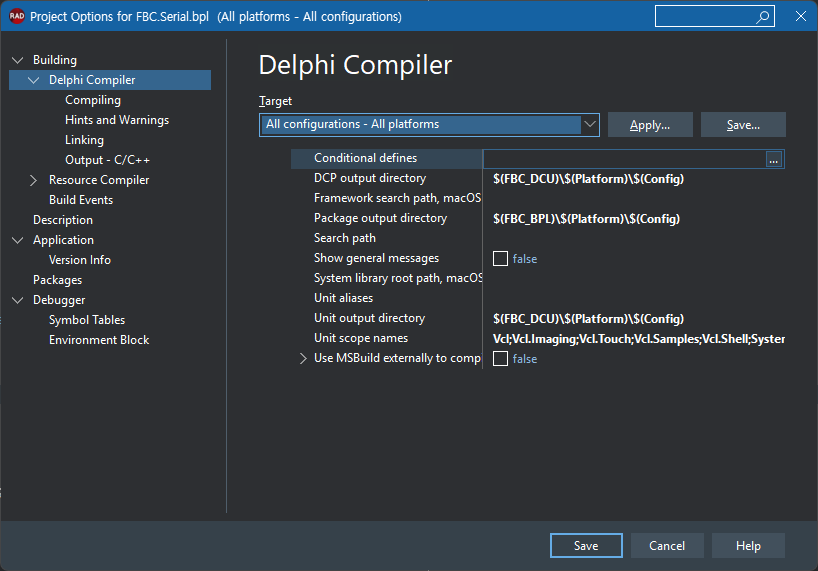 RAD Project Options for FBC.Serial.bpl (All platforms - All configurations)
Building
Delphi Compiler
Compiling
Hints and Warnings
Linking
Output - C/C++
Resource Compiler
Build Events
Description
Application
Version Info
Packages
Debugger
Symbol Tables
Environment Block
Delphi Compiler
Target
All configurations - All platforms
Apply...
Save...
Conditional defines ...
DCP output directory $(FBC_DCU)\$(Platform)\$(Config)
Framework search path, macOS
Package output directory $(FBC_BPL)\$(Platform)\$(Config)
Search path
Show general messages false
System library root path, macOS
Unit aliases
Unit output directory $(FBC_DCU)\$(Platform)\$(Config)
Unit scope names Vcl;Vcl.Imaging;Vcl.Touch;Vcl.Samples;Vcl.Shell;System
Use MSBuild externally to comp false
Save
Cancel
Help